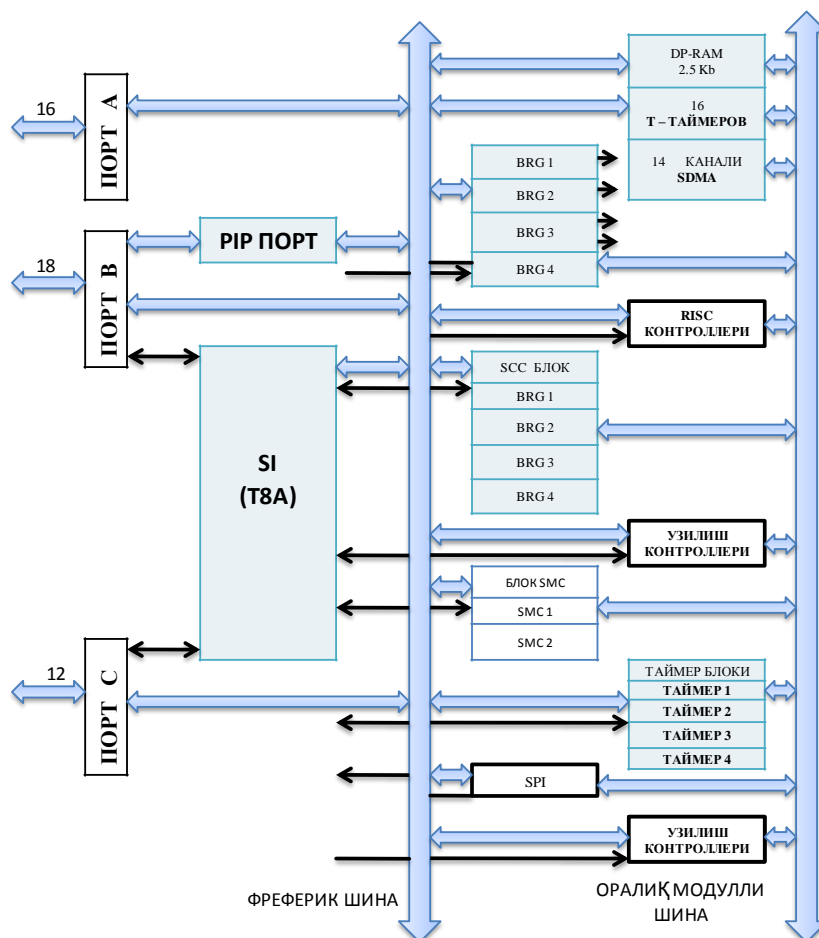 DP-RAM
2.5 Kb
16
Т – ТАЙМЕРОВ
14 КАНАЛИ
SDMA
16
ПОРТ А
BRG 1
BRG 2
BRG 3
BRG 4
PIP ПОРТ
18
ПОРТ В
RISC
КОНТРОЛЛЕРИ
SCC БЛОК
BRG 1
BRG 2
BRG 3
BRG 4
SI
(T8A)
УЗИЛИШ
КОНТРОЛЛЕРИ
БЛОК SMC
SMC 1
SMC 2
12
ПОРТ С
ТАЙМЕР БЛОКИ
ТАЙМЕР 1
ТАЙМЕР 2
ТАЙМЕР 3
ТАЙМЕР 4
SPI
УЗИЛИШ
КОНТРОЛЛЕРИ
ФРЕФЕРИК ШИНА
ОРАЛИҚ МОДУЛЛИ
ШИНА